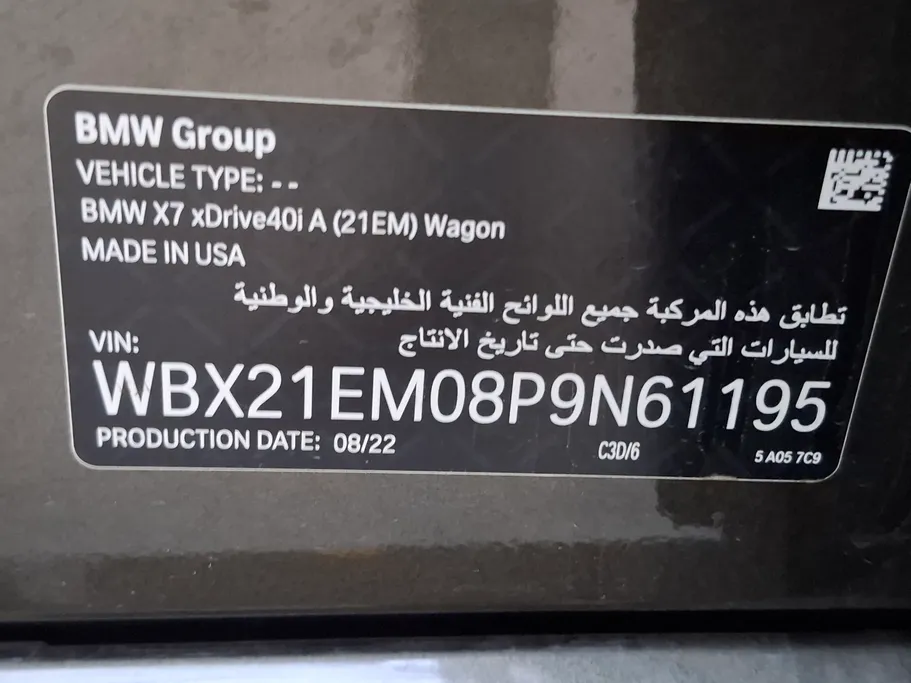 BMW Group
VEHICLE TYPE: - -
BMW X7 xDrive40i A (21EM) Wagon
MADE IN USA
تطابق هذه المركبة جميع اللوائح الفنية الخليجية والوطنية
للسيارات التي صدرت حتى تاريخ الانتاج
VIN:
WBX21EM08P9N61195
PRODUCTION DATE: 08/22
C3D/6
5 A05 7C9